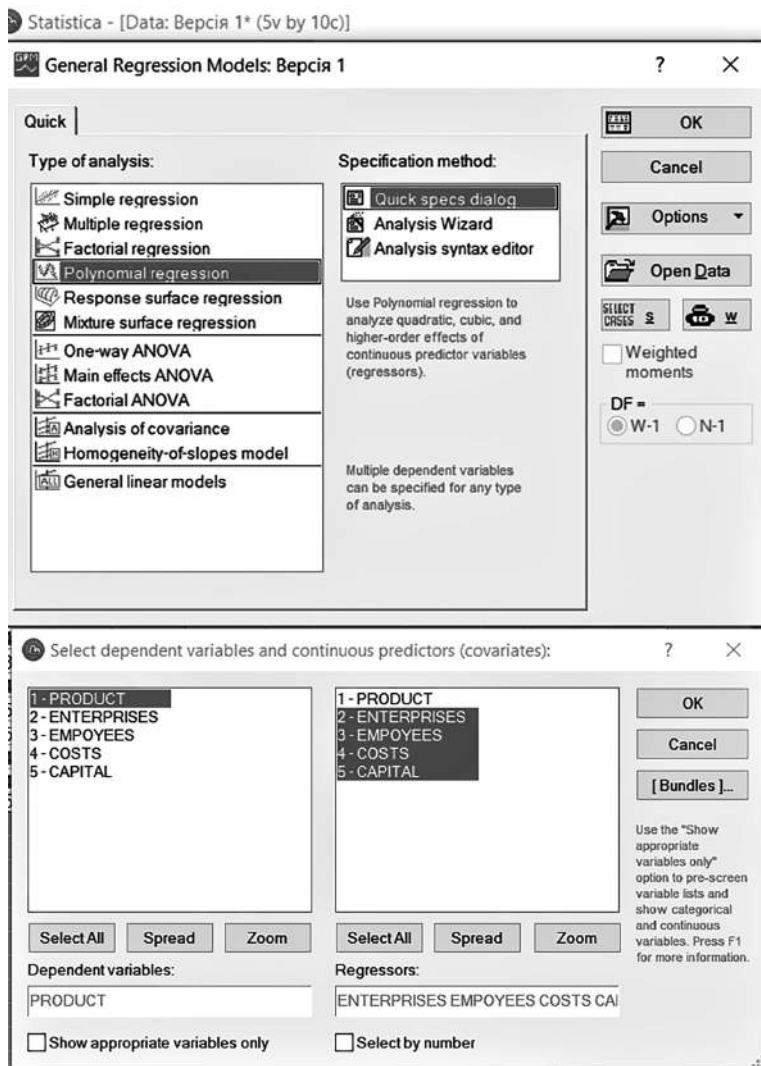 Statistica - [Data: Версія 1* (5v by 10c)]
General Regression Models: Версія 1
?
Quick
Type of analysis:
Simple regression
Multiple regression
Factorial regression
Polynomial regression
Response surface regression
Mixture surface regression
One-way ANOVA
Main effects ANOVA
Factorial ANOVA
Analysis of covariance
Homogeneity-of-slopes model
General linear models
Specification method:
Quick specs dialog
Analysis Wizard
Analysis syntax editor
Use Polynomial regression to
analyze quadratic, cubic, and
higher-order effects of
continuous predictor variables
(regressors).
Multiple dependent variables
can be specified for any type
of analysis.
OK
Cancel
Options
Open Data
SELECT
CASES
S
W
Weighted
moments
DF =
W-1
N-1
Select dependent variables and continuous predictors (covariates):
?
1 - PRODUCT
2 - ENTERPRISES
3 - EMPOYEES
4 - COSTS
5 - CAPITAL
Select All
Spread
Zoom
Dependent variables:
PRODUCT
Show appropriate variables only
1 - PRODUCT
2 - ENTERPRISES
3 - EMPOYEES
4 - COSTS
5 - CAPITAL
Select All
Spread
Zoom
Regressors:
ENTERPRISES EMPOYEES COSTS CAI
Select by number
OK
Cancel
[ Bundles ]...
Use the "Show
appropriate
variables only"
option to pre-screen
variable lists and
show categorical
and continuous
variables. Press F1
for more information.